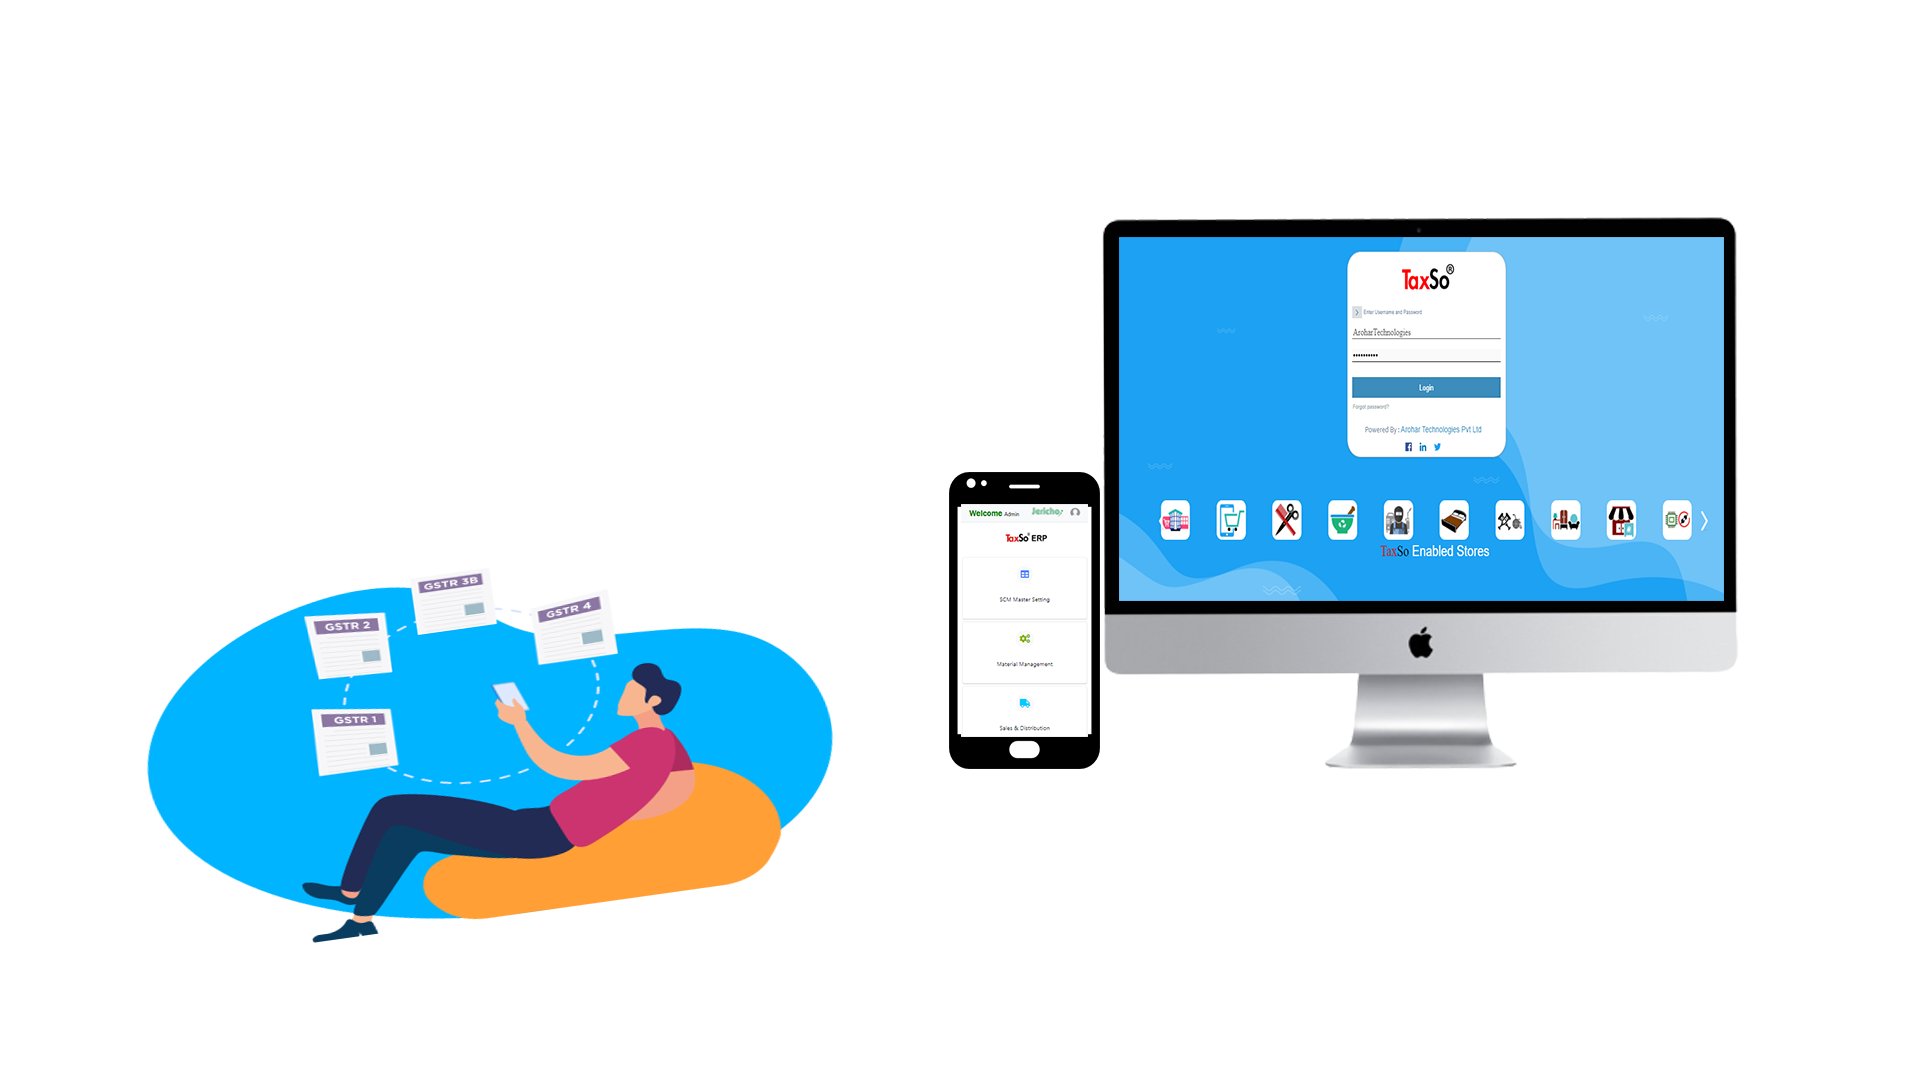 GSTR 3B
GSTR 4
GSTR 2
GSTR 1
Welcome Admin
Jericho
TaxSo® ERP
SCM Master Setting
Material Management
Sales & Distribution
TaxSo®
Enter Username and Password
AroharTechnologies
Login
Forgot password?
Powered By : Arohar Technologies Pvt Ltd
TaxSo Enabled Stores